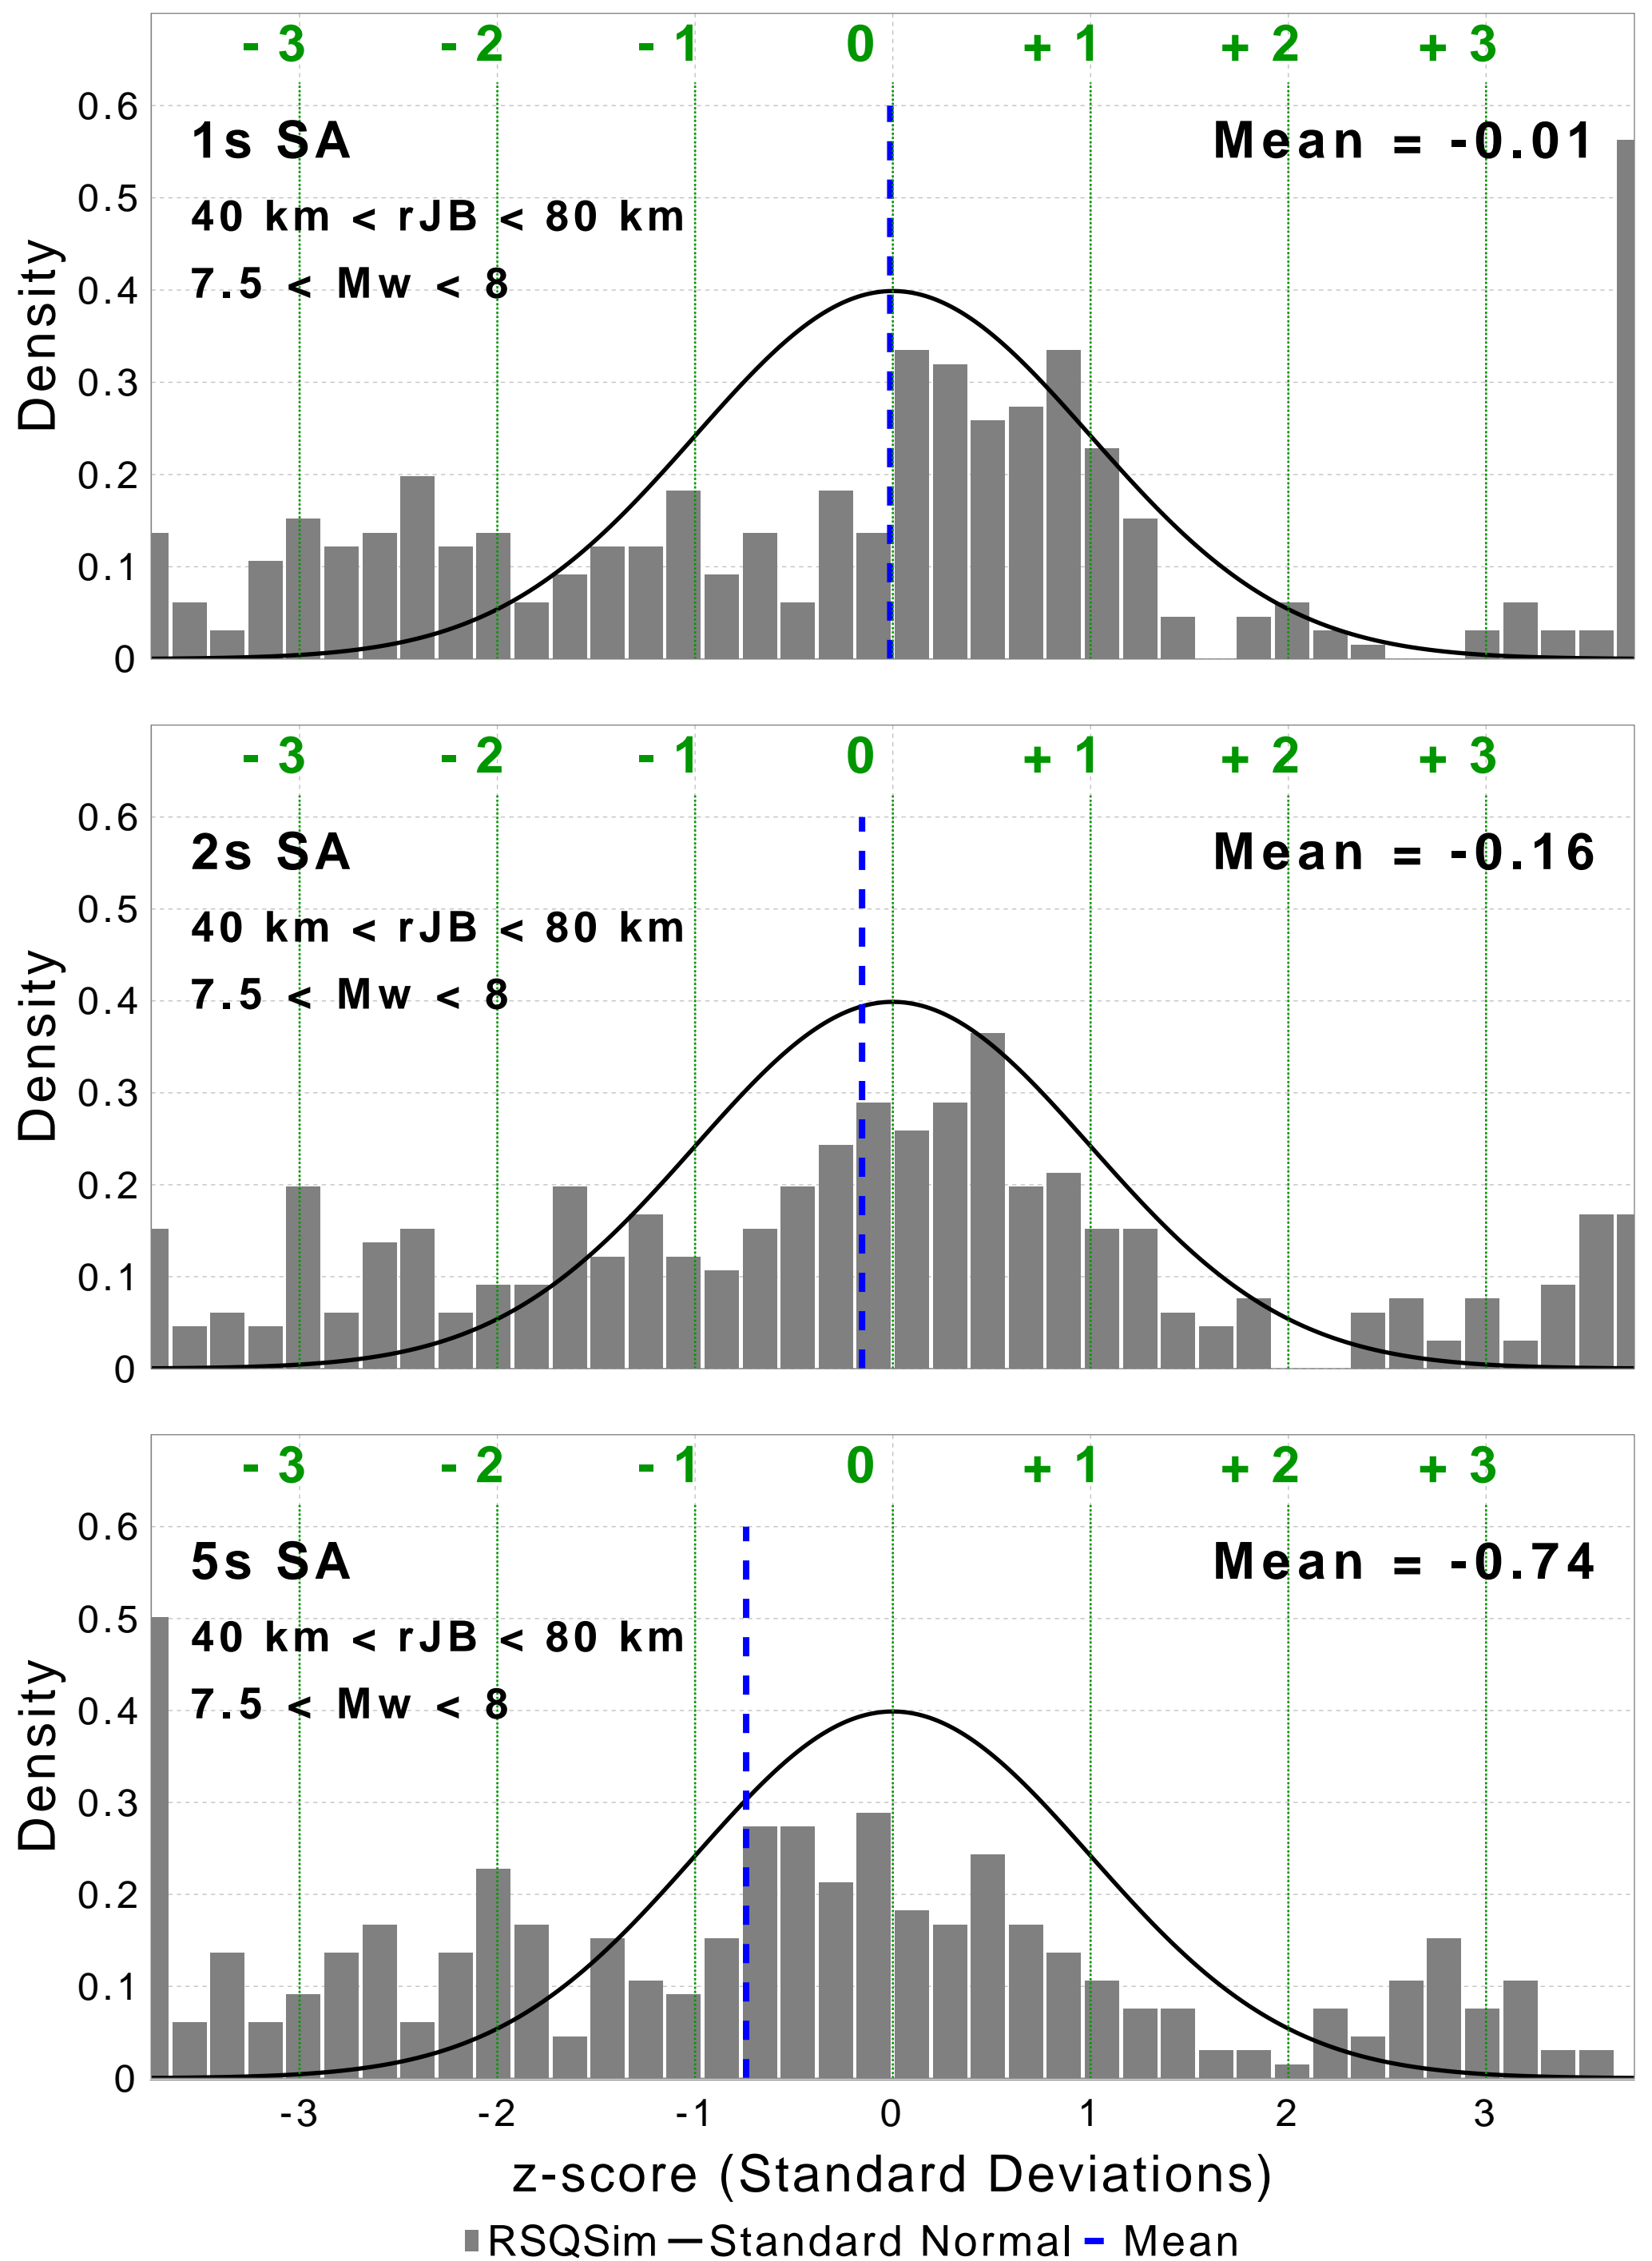 - 3 - 2 - 1 0 + 1 + 2 + 3
0.6
1s SA Mean = -0.01
0.5
40 km < rJB < 80 km
7.5 < Mw < 8
0.4
Density
0.3
0.2
0.1
0
- 3 - 2 - 1 0 + 1 + 2 + 3
0.6
2s SA Mean = -0.16
0.5
40 km < rJB < 80 km
7.5 < Mw < 8
0.4
Density
0.3
0.2
0.1
0
- 3 - 2 - 1 0 + 1 + 2 + 3
0.6
5s SA Mean = -0.74
0.5
40 km < rJB < 80 km
7.5 < Mw < 8
0.4
Density
0.3
0.2
0.1
0
-3 -2 -1 0 1 2 3
z-score (Standard Deviations)
RSQSim Standard Normal Mean